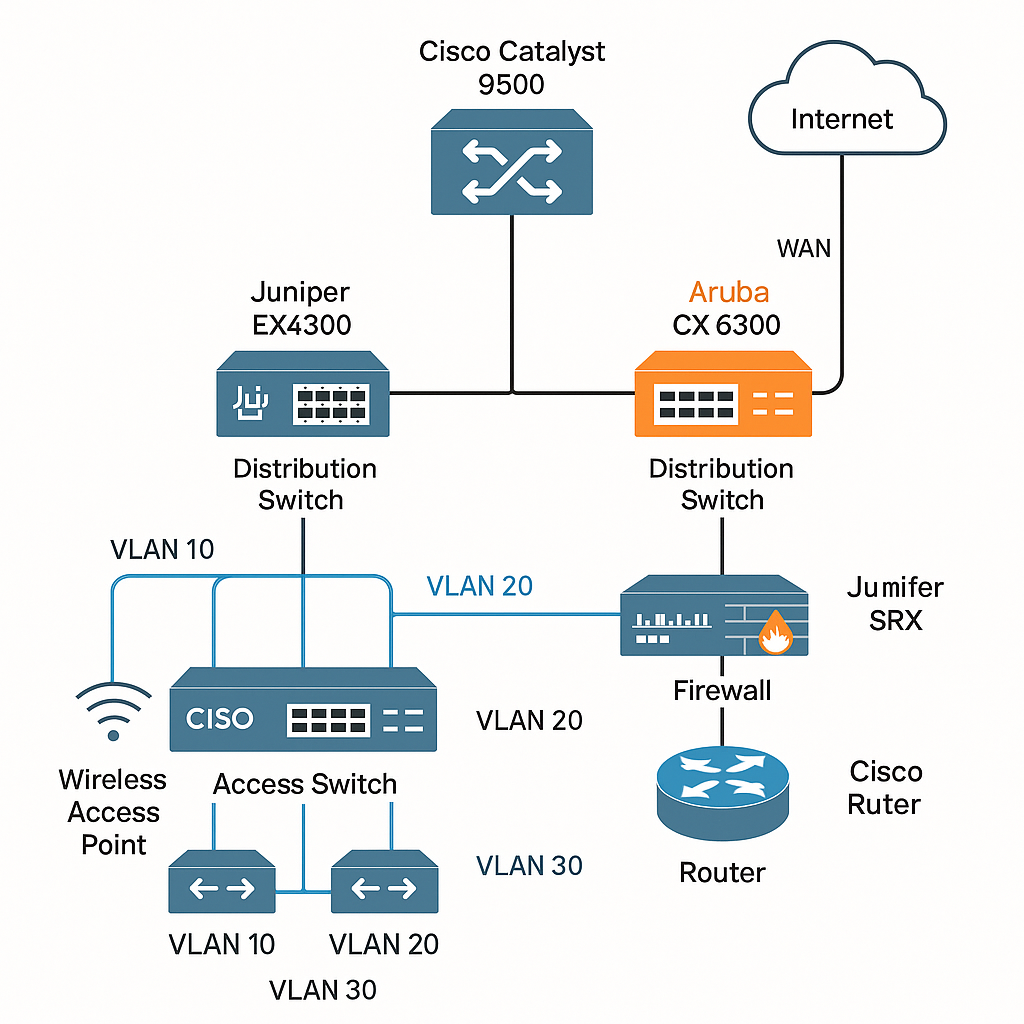 Cisco Catalyst
9500
Internet
WAN
Juniper
EX4300
Aruba
CX 6300
Distribution
Switch
Distribution
Switch
VLAN 10
VLAN 20
Jumifer
SRX
Firewall
CISO
VLAN 20
Wireless
Access
Point
Access Switch
Cisco
Ruter
VLAN 30
Router
VLAN 10
VLAN 20
VLAN 30